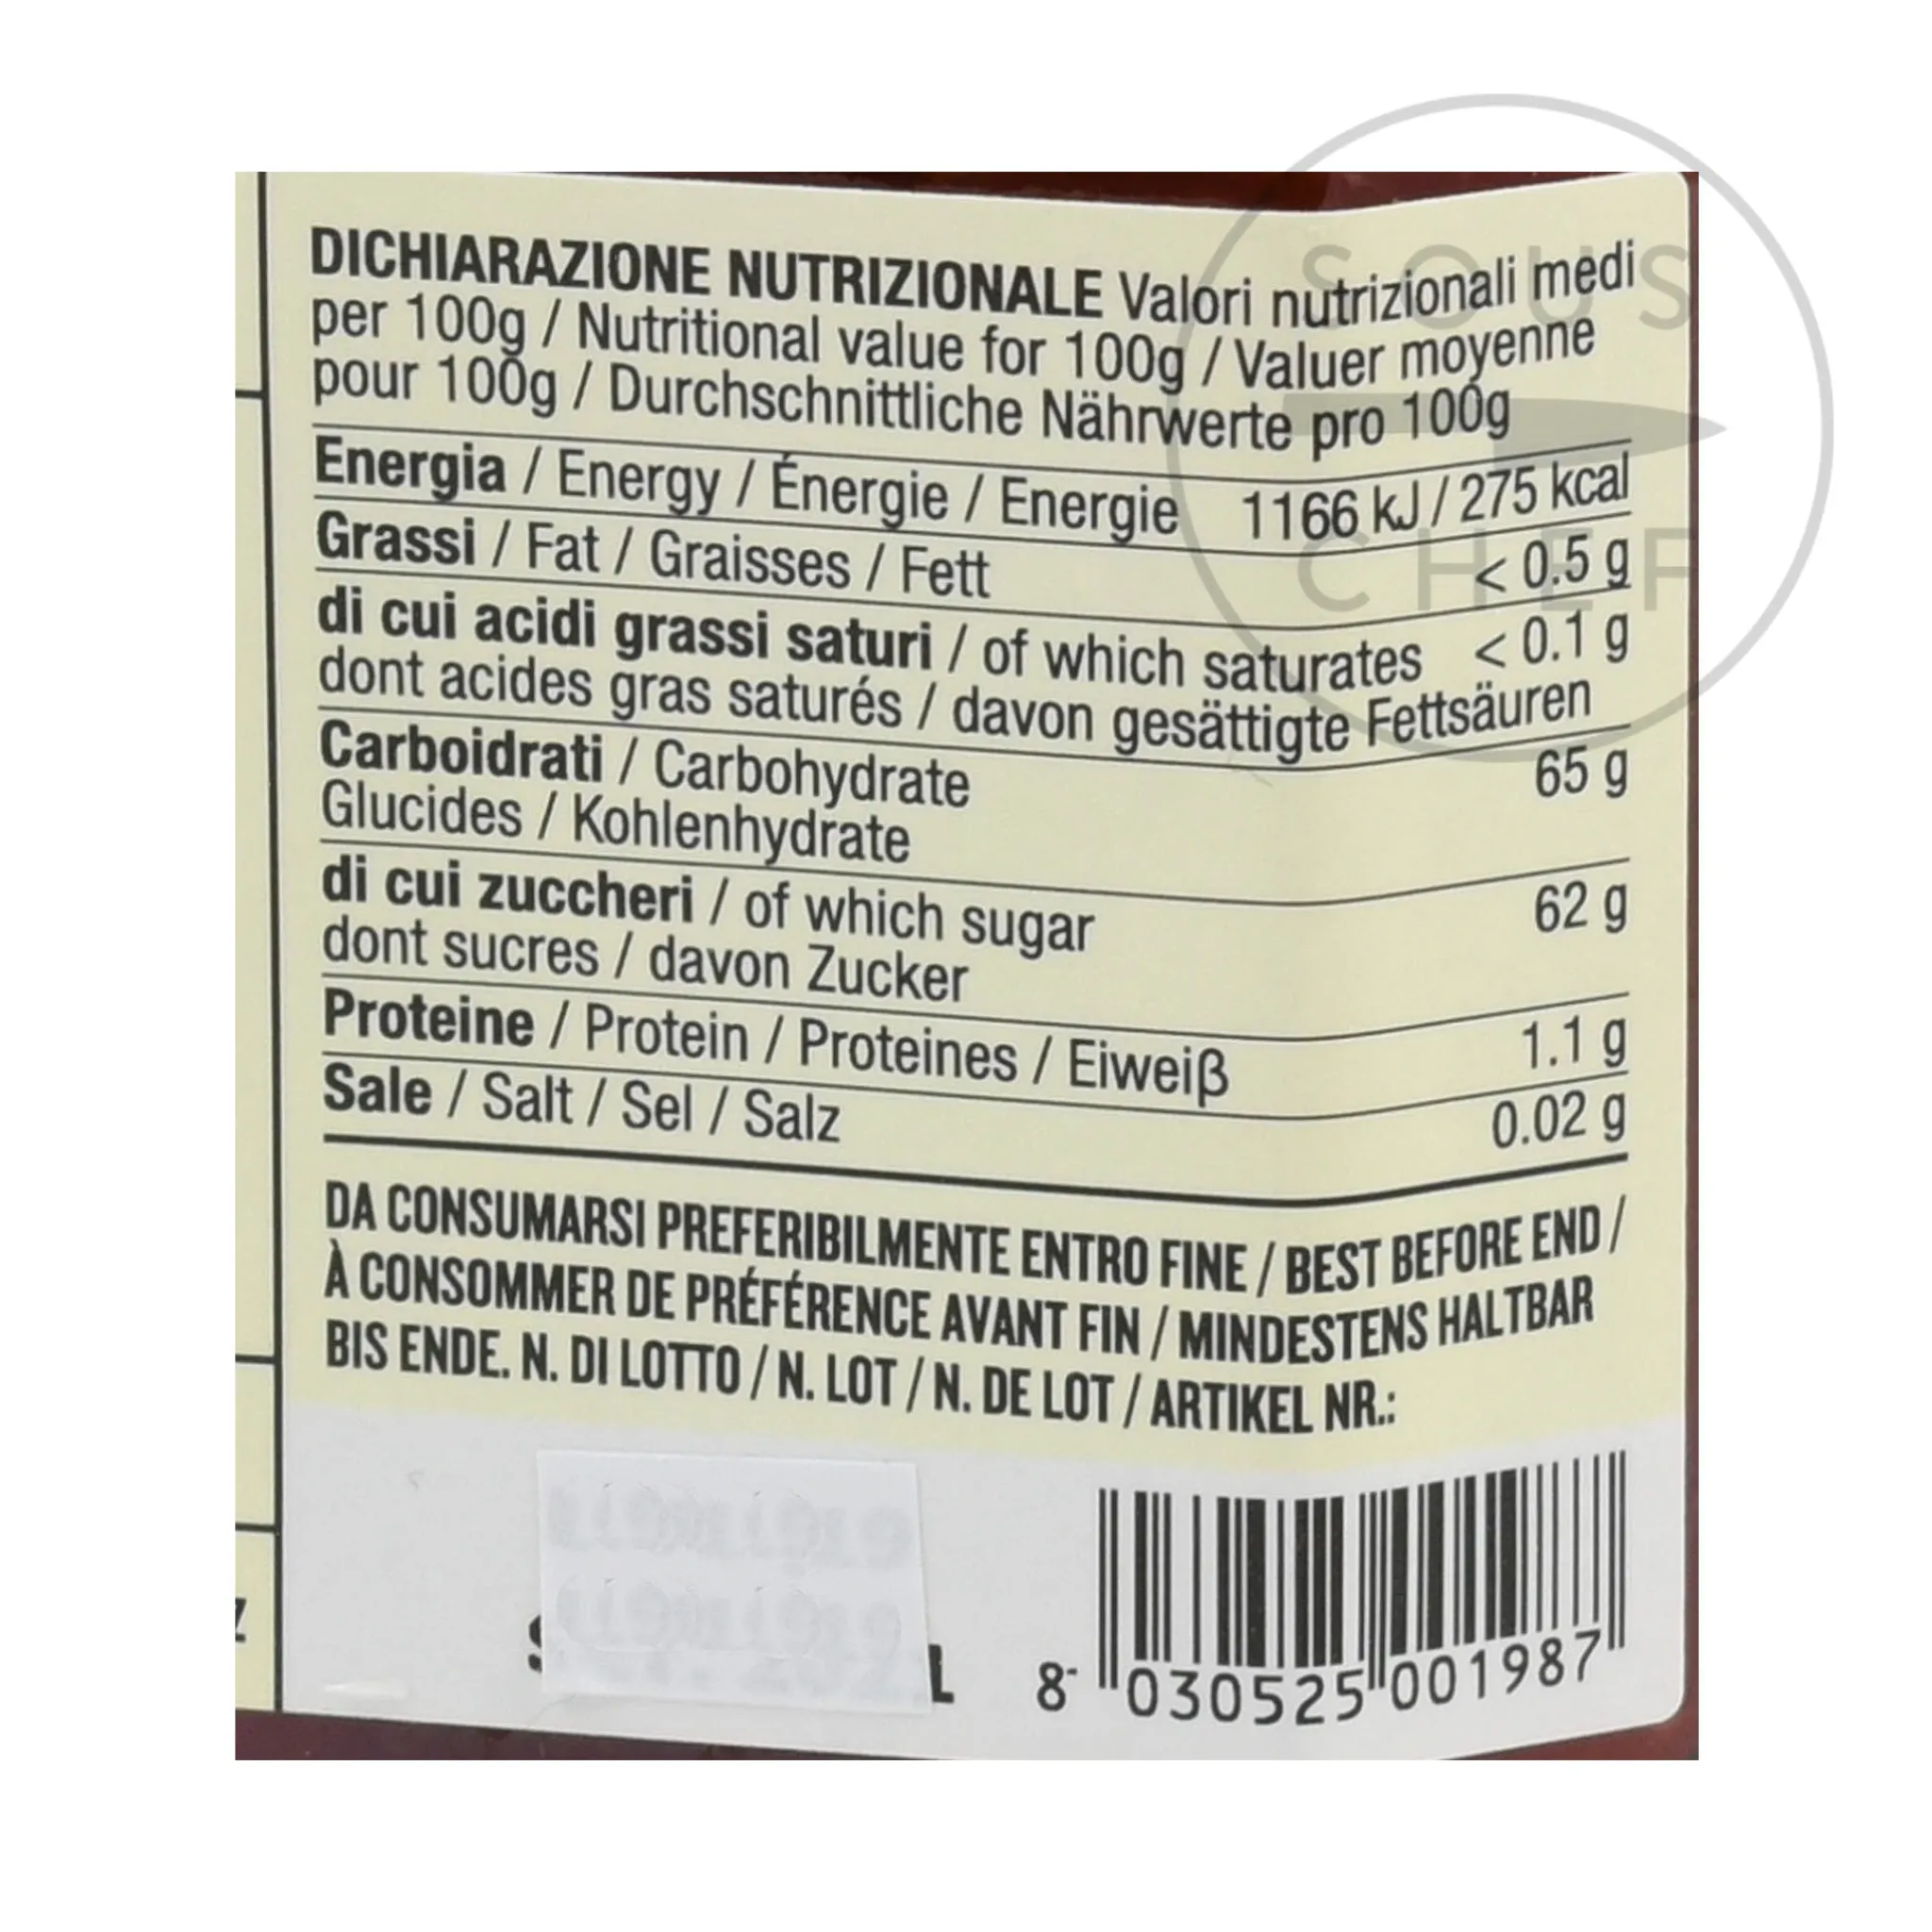 SOUS
CHEF
DICHIARAZIONE NUTRIZIONALE Valori nutrizionali medi
per 100g / Nutritional value for 100g / Valuer moyenne
pour 100g / Durchschnittliche Nährwerte pro 100g
Energia / Energy / Énergie / Energie 1166 kJ / 275 kcal
Grassi / Fat / Graisses / Fett < 0.5 g
di cui acidi grassi saturi / of which saturates < 0.1 g
dont acides gras saturés / davon gesättigte Fettsäuren
Carboidrati / Carbohydrate 65 g
Glucides / Kohlenhydrate
di cui zuccheri / of which sugar 62 g
dont sucres / davon Zucker
Proteine / Protein / Proteines / Eiweiß 1.1 g
Sale / Salt / Sel / Salz 0.02 g
DA CONSUMARSI PREFERIBILMENTE ENTRO FINE / BEST BEFORE END /
À CONSOMMER DE PRÉFÉRENCE AVANT FIN / MINDESTENS HALTBAR
BIS ENDE. N. DI LOTTO / N. LOT / N. DE LOT / ARTIKEL NR.:
8 030525 001987